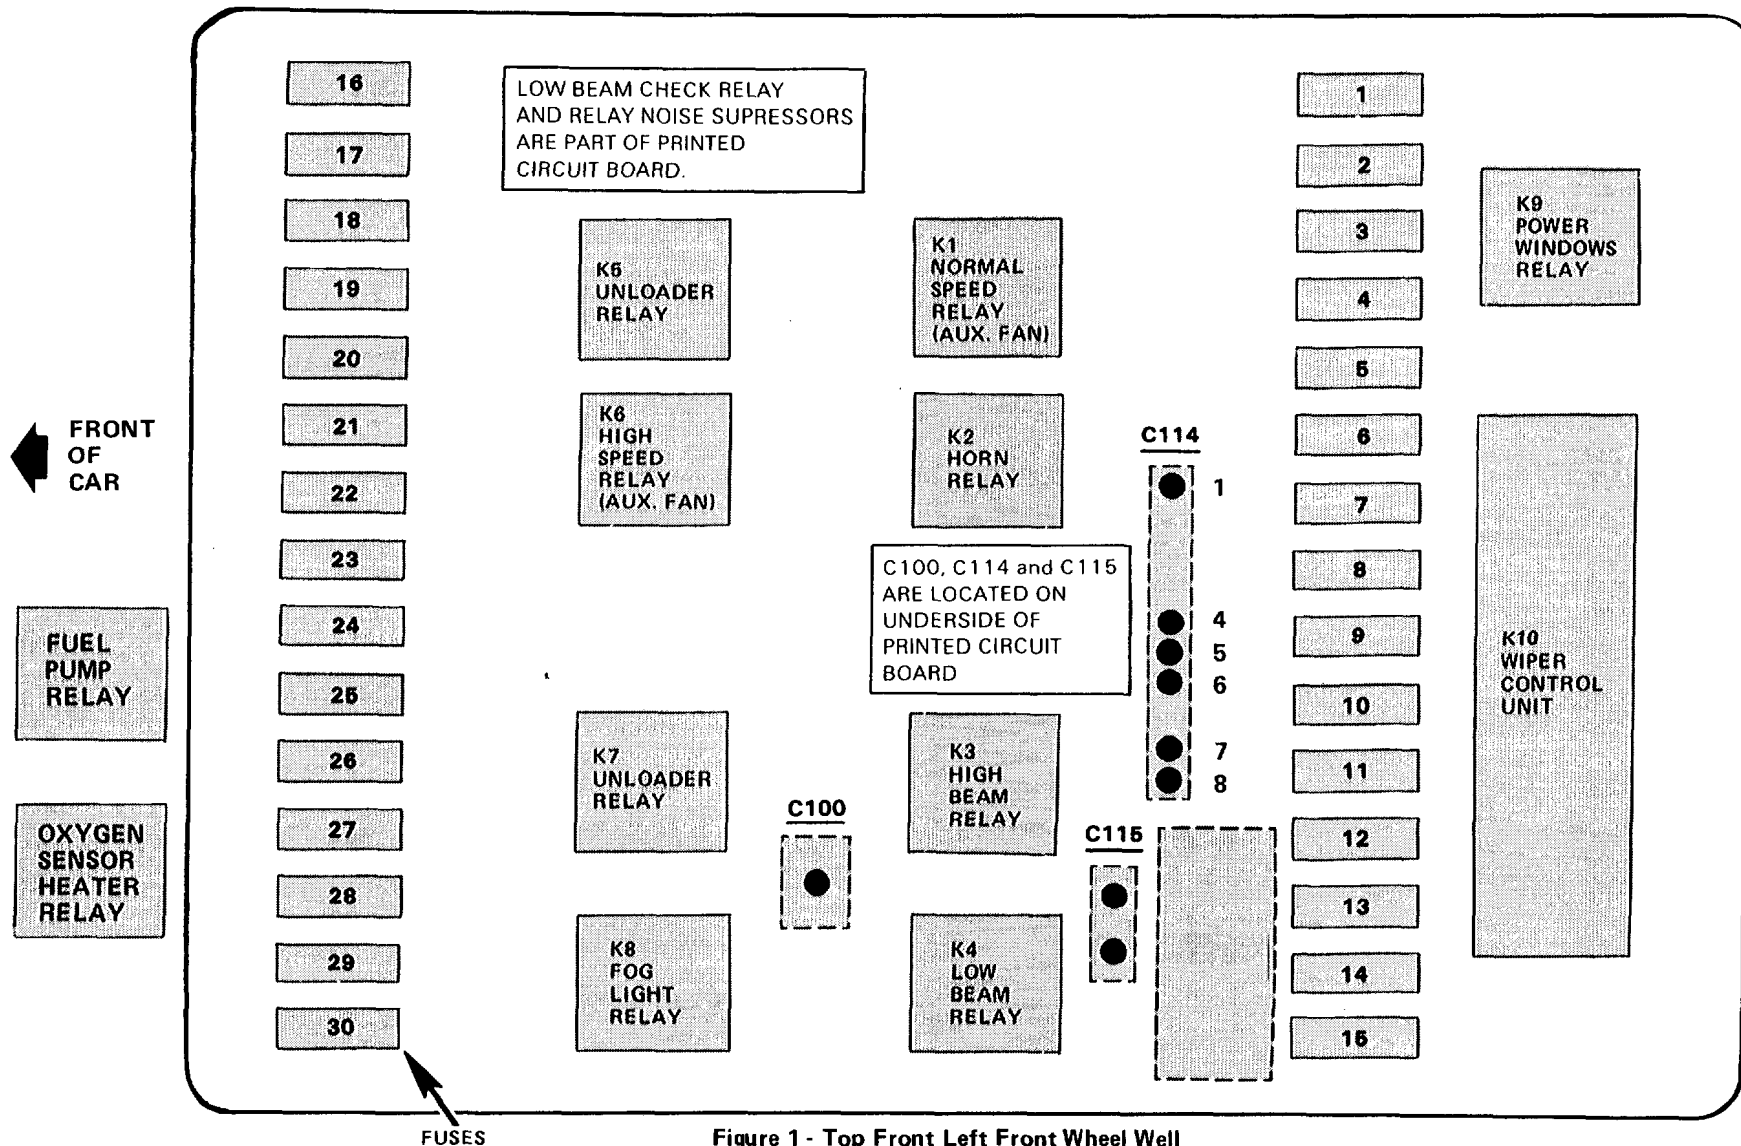 16
17
18
19
20
21
22
23
24
25
26
27
28
29
30
FUSES
FRONT
OF
CAR
FUEL
PUMP
RELAY
OXYGEN
SENSOR
HEATER
RELAY
LOW BEAM CHECK RELAY
AND RELAY NOISE SUPRESSORS
ARE PART OF PRINTED
CIRCUIT BOARD.
K5
UNLOADER
RELAY
K6
HIGH
SPEED
RELAY
(AUX. FAN)
K7
UNLOADER
RELAY
K8
FOG
LIGHT
RELAY
C100
K1
NORMAL
SPEED
RELAY
(AUX. FAN)
K2
HORN
RELAY
C100, C114 and C115
ARE LOCATED ON
UNDERSIDE OF
PRINTED CIRCUIT
BOARD
K3
HIGH
BEAM
RELAY
K4
LOW
BEAM
RELAY
C114
1
4
5
6
7
8
C115
1
2
3
4
5
6
7
8
9
10
11
12
13
14
15
K9
POWER
WINDOWS
RELAY
K10
WIPER
CONTROL
UNIT
Figure 1 - Top Front Left Front Wheel Well